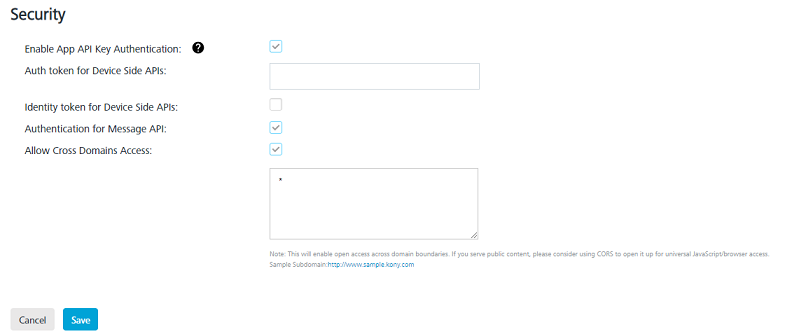 Security
Enable App API Key Authentication: ?
Auth token for Device Side APIs:
Identity token for Device Side APIs:
Authentication for Message API:
Allow Cross Domains Access:
*
Note: This will enable open access across domain boundaries. If you serve public content, please consider using CORS to open it up for universal JavaScript/browser access.
Sample Subdomain:http://www.sample.kony.com
Cancel Save